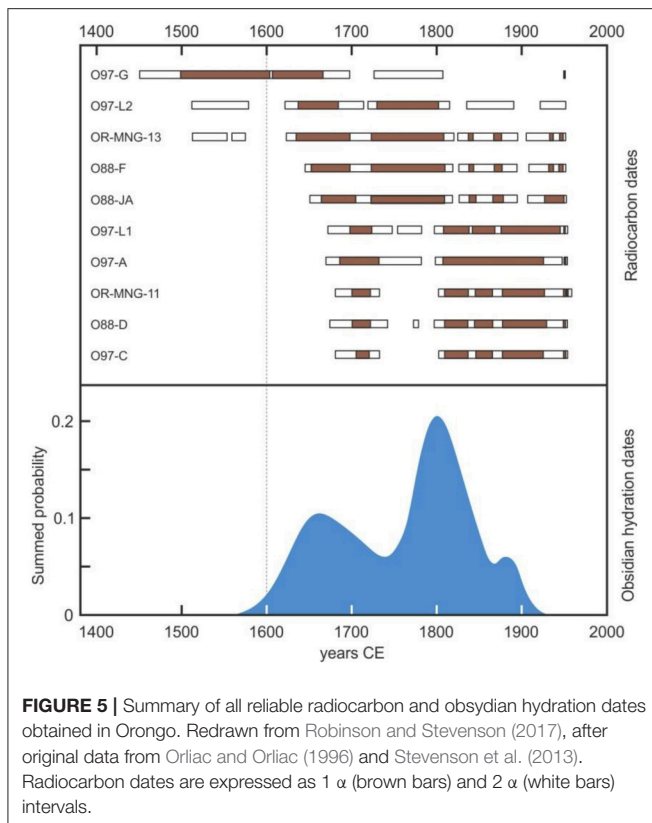 1400 1500 1600 1700 1800 1900 2000
O97-G
O97-L2
OR-MNG-13
O88-F
O88-JA
O97-L1
O97-A
OR-MNG-11
O88-D
O97-C
Radiocarbon dates
0.2
0.1
0
Summed probability
Obsidian hydration dates
1400 1500 1600 1700 1800 1900 2000
years CE
FIGURE 5 | Summary of all reliable radiocarbon and obsydian hydration dates
obtained in Orongo. Redrawn from Robinson and Stevenson (2017), after
original data from Orliac and Orliac (1996) and Stevenson et al. (2013).
Radiocarbon dates are expressed as 1 α (brown bars) and 2 α (white bars)
intervals.